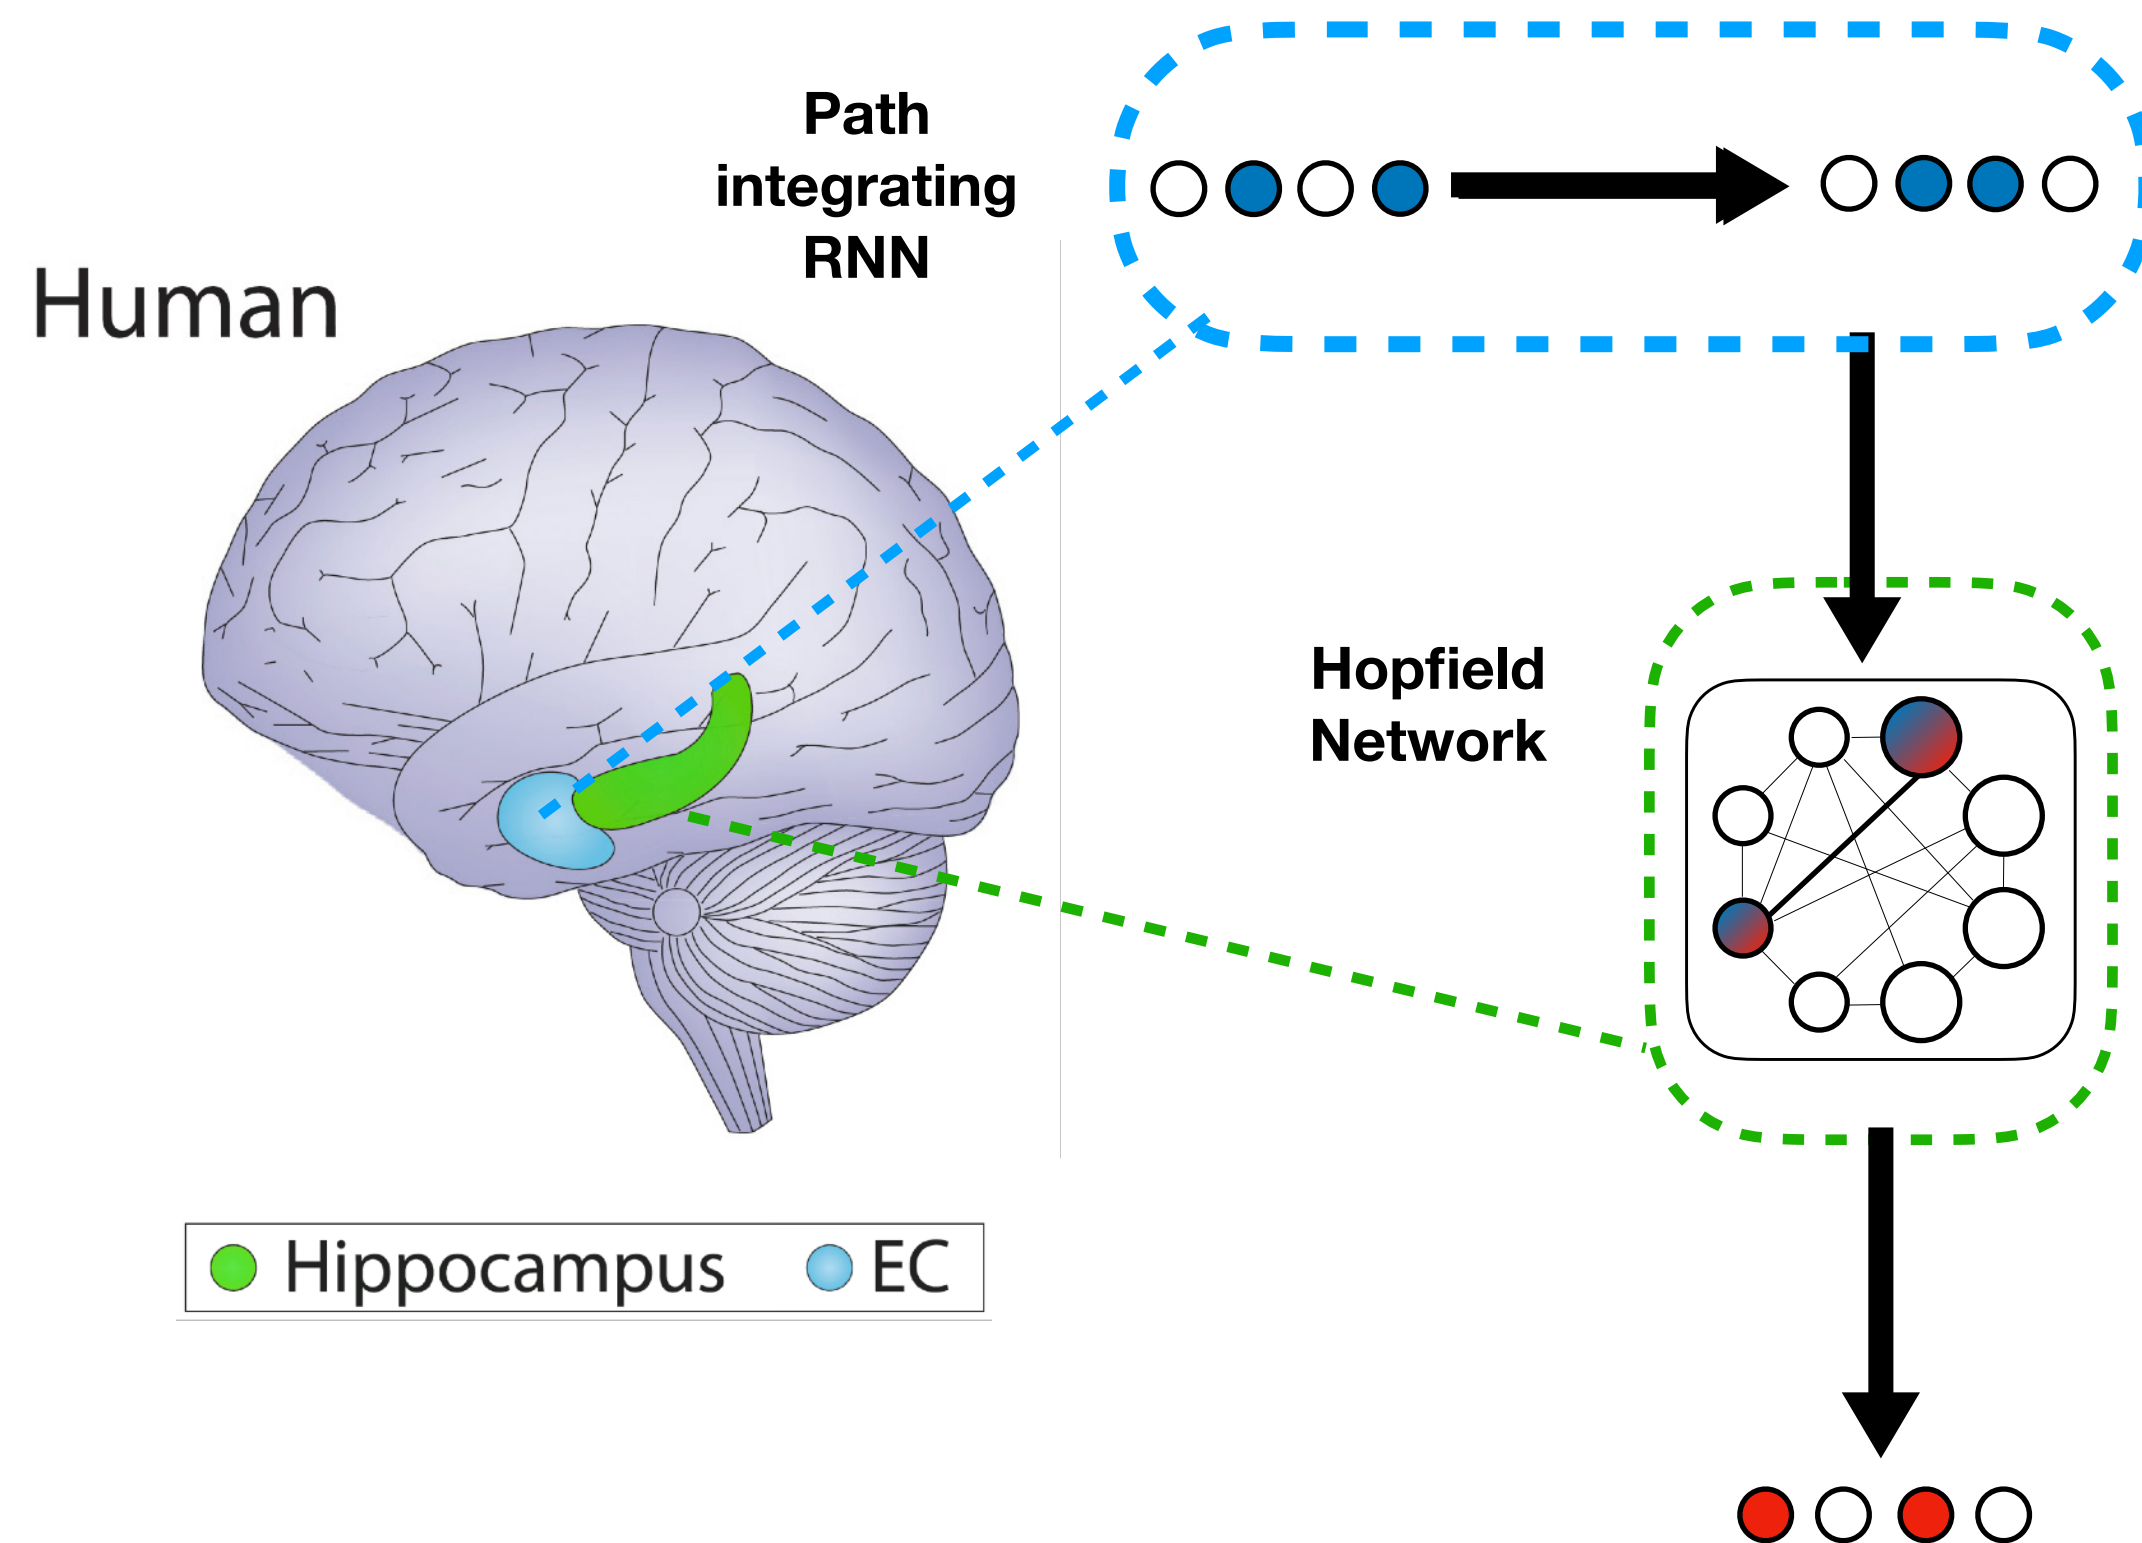 Path
integrating
RNN
Human
Hopfield
Network
Hippocampus
EC